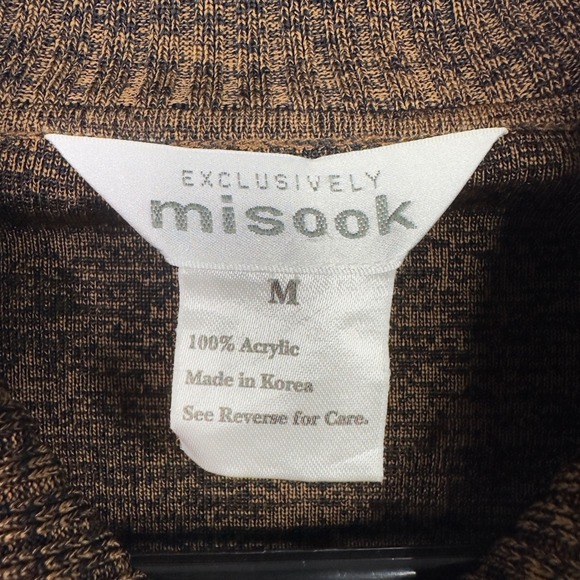 EXCLUSIVELY
misook
M
100% Acrylic
Made in Korea
See Reverse for Care.